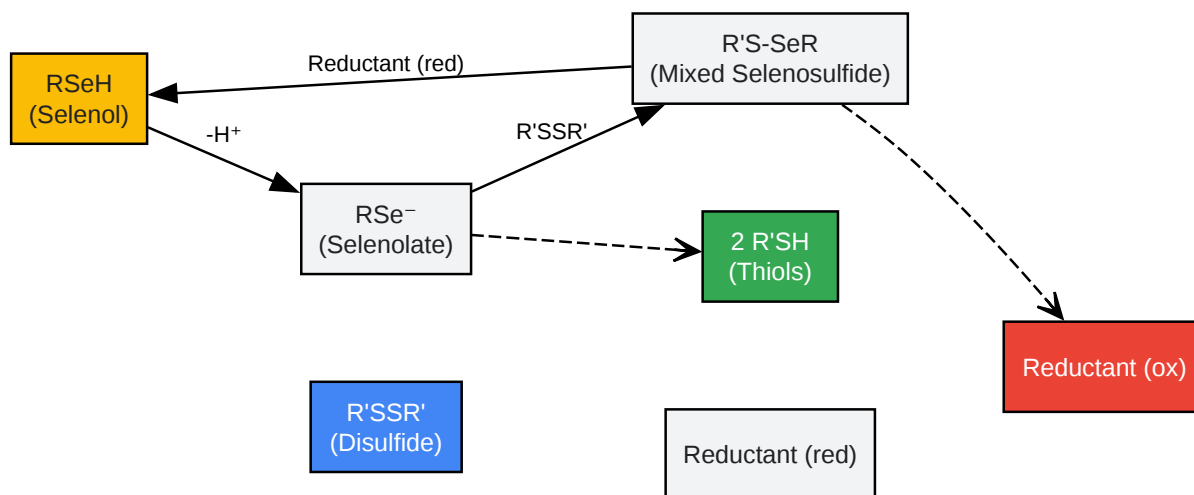 R'S-SeR
(Mixed Selenosulfide)
Reductant (red)
RSeH
(Selenol)
-H⁺
R'SSR'
RSe⁻
(Selenolate)
2 R'SH
(Thiols)
Reductant (ox)
R'SSR'
(Disulfide)
Reductant (red)